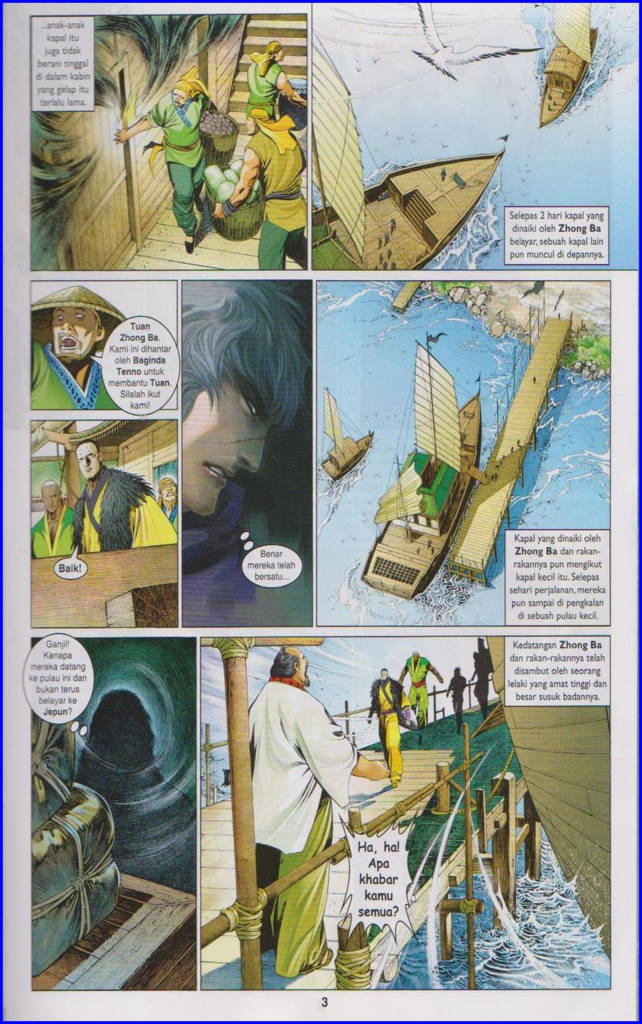 ...anak-anak
kapal itu
juga tidak
berani tinggal
di dalam kabin
yang gelap itu
terlalu lama.
Selepas 2 hari kapal yang
dinaiki oleh Zhong Ba
belayar, sebuah kapal lain
pun muncul di depannya.
Tuan
Zhong Ba.
Kami ini dihantar
oleh Baginda
Tenno untuk
membantu Tuan.
Silalah ikut
kami!
Baik!
Benar
mereka telah
bersatu...
Kapal yang dinaiki oleh
Zhong Ba dan rakan-
rakannya pun mengikut
kapal kecil itu. Selepas
sehari perjalanan, mereka
pun sampai di pengkalan
di sebuah pulau kecil.
Ganjil!
Kenapa
mereka datang
ke pulau ini dan
bukan terus
belayar ke
Jepun?
Kedatangan Zhong Ba
dan rakan-rakannya telah
disambut oleh seorang
lelaki yang amat tinggi dan
besar susuk badannya.
Ha, ha!
Apa
khabar
kamu
semua?
3